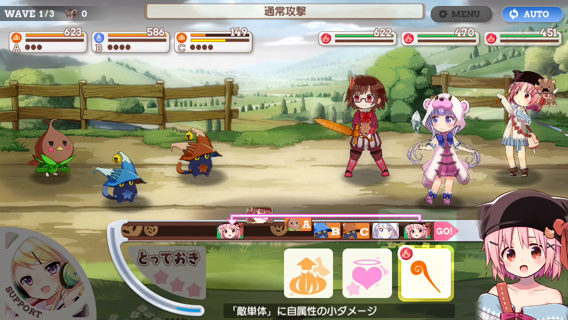 WAVE 1/3 0
通常攻撃
MENU
AUTO
623
586
149
622
470
451
A
B
C
A
B
C
GO!
とっておき
SUPPORT
「敵単体」に自属性の小ダメージ